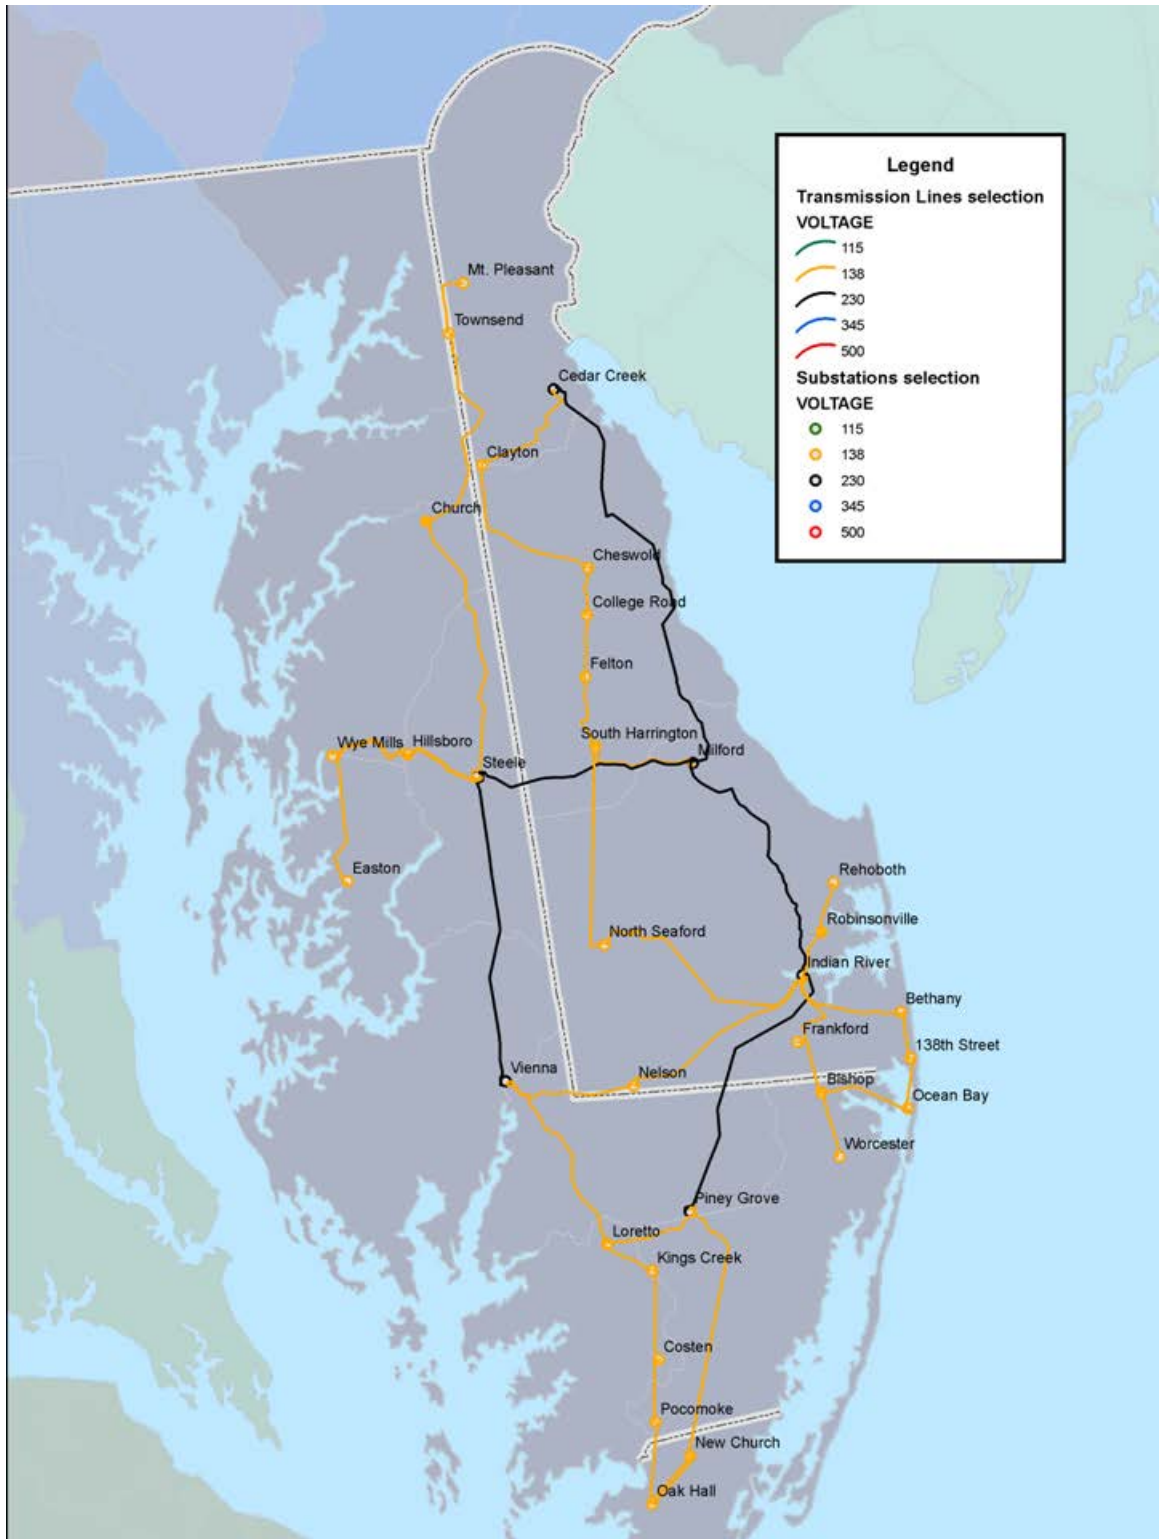 Legend
Transmission Lines selection
VOLTAGE
115
138
230
345
500
Substations selection
VOLTAGE
115
138
230
345
500
Mt. Pleasant
Townsend
Cedar Creek
Clayton
Church
Cheswold
College Road
Felton
South Harrington
Milford
Wye Mills
Hillsboro
Steele
Easton
Rehoboth
Robinsonville
North Seaford
Indian River
Bethany
Frankford
138th Street
Vienna
Nelson
Bishop
Ocean Bay
Worcester
Piney Grove
Loretto
Kings Creek
Costen
Pocomoke
New Church
Oak Hall